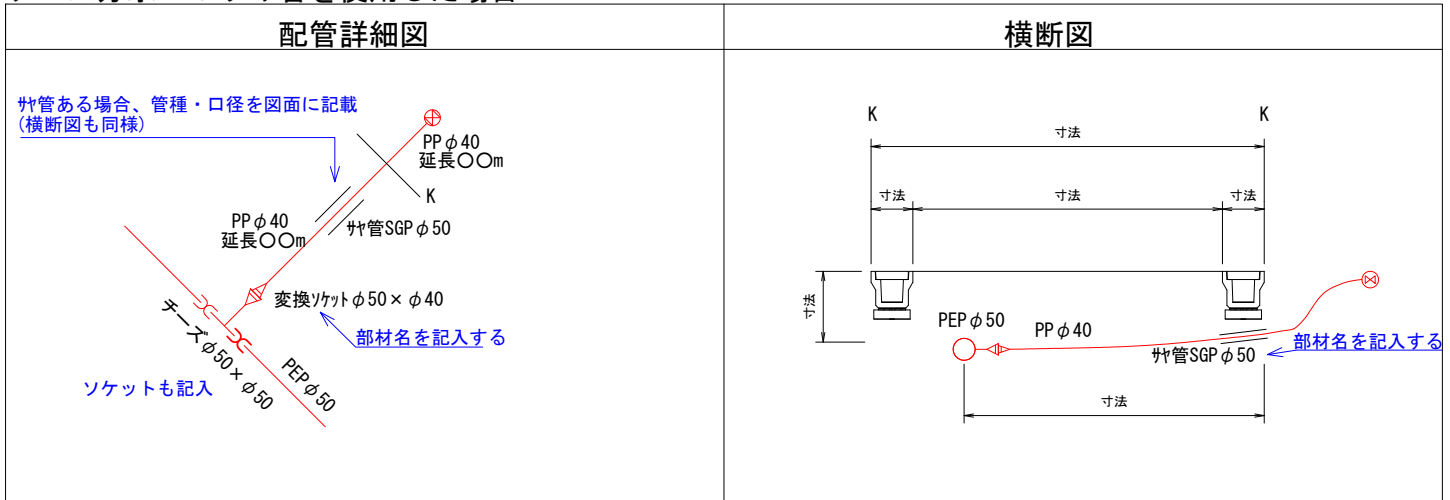 配管詳細図
横断図
ｻﾔ管ある場合、管種・口径を図面に記載
(横断図も同様)
PPφ40
延長〇〇m
K
PPφ40
延長〇〇m
ｻﾔ管SGPφ50
変換ｿｹｯﾄφ50×φ40
部材名を記入する
チーズφ50×φ50
PEPφ50
ソケットも記入
K
K
寸法
寸法
寸法
寸法
寸法
PEPφ50
PPφ40
ｻﾔ管SGPφ50
部材名を記入する
寸法